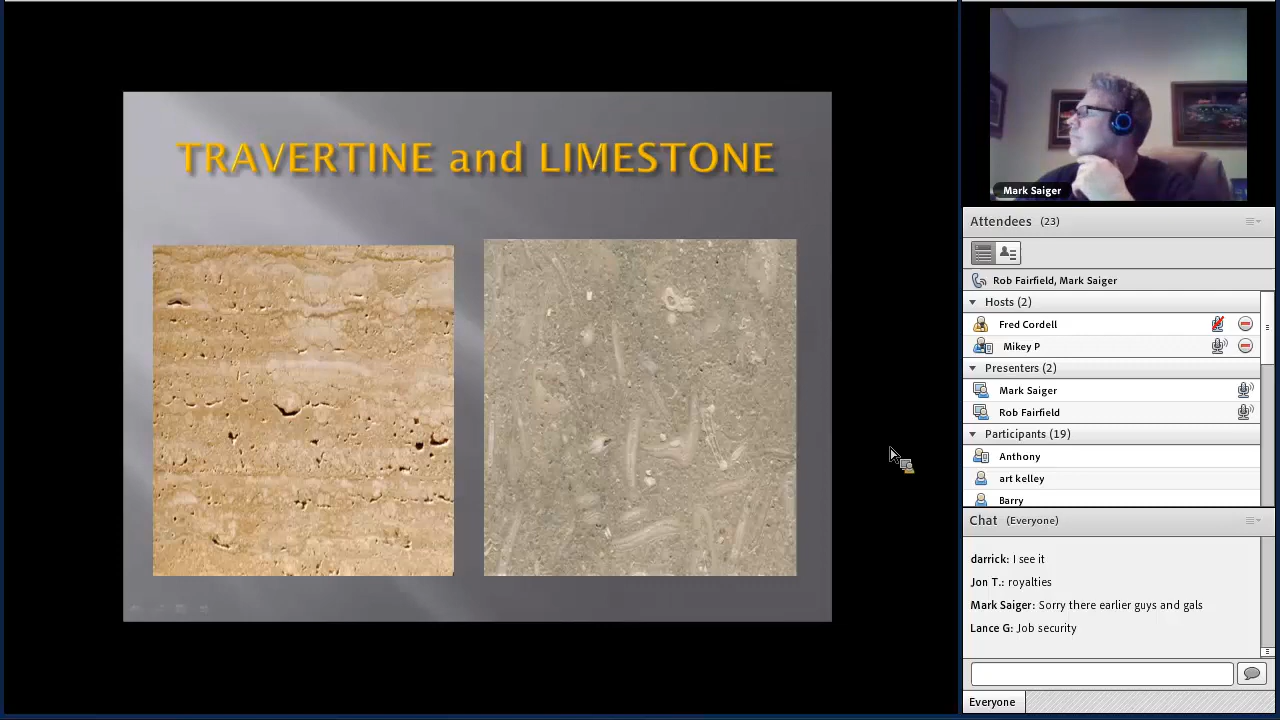 TRAVERTINE and LIMESTONE
Mark Saiger
Attendees (23)
Rob Fairfield, Mark Saiger
Hosts (2)
Fred Cordell
Mikey P
Presenters (2)
Mark Saiger
Rob Fairfield
Participants (19)
Anthony
art kelley
Barry
Chat (Everyone)
darrick: I see it
Jon T.: royalties
Mark Saiger: Sorry there earlier guys and gals
Lance G: Job security
Everyone